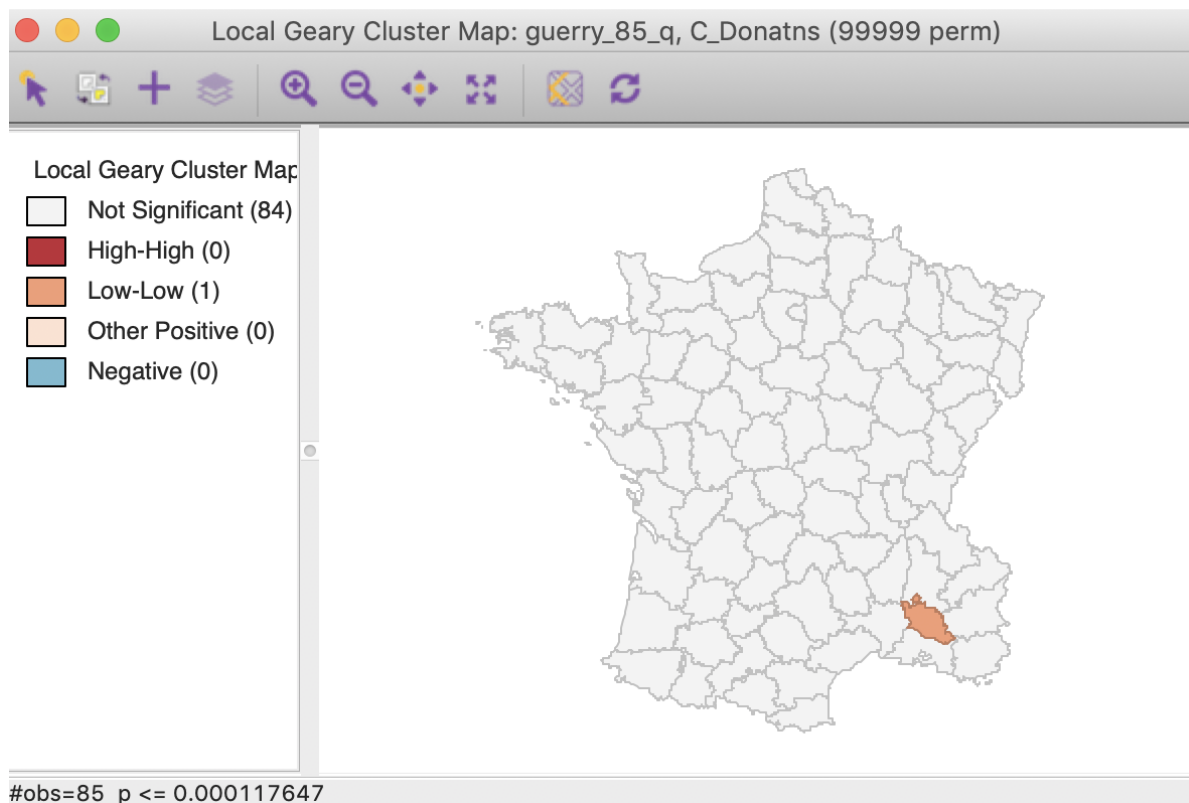 Local Geary Cluster Map: guerry_85_q, C_Donatns (99999 perm)
Local Geary Cluster Map
Not Significant (84)
High-High (0)
Low-Low (1)
Other Positive (0)
Negative (0)
#obs=85 p <= 0.000117647